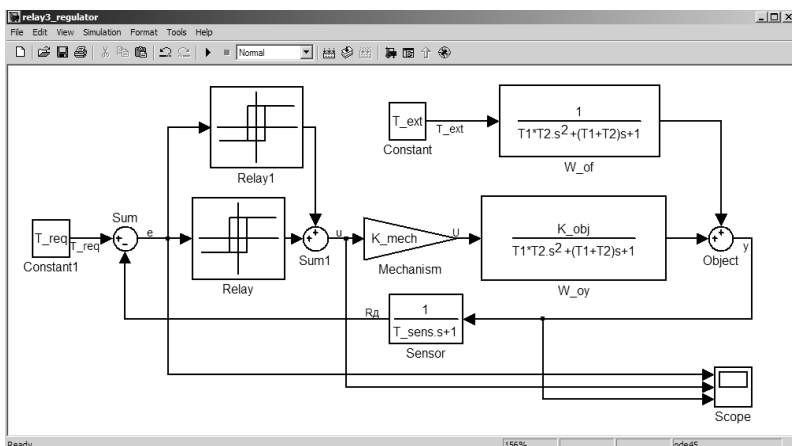 relay3_regulator
File Edit View Simulation Format Tools Help
Normal
T_ext
T_ext
Constant
1
T1*T2.s²+(T1+T2)s+1
W_of
Relay1
Sum
T_req
T_req
Constant1
e
Relay
Sum1
u
K_mech
Mechanism
U
K_obj
T1*T2.s²+(T1+T2)s+1
W_oy
Object
y
Rд
1
T_sens.s+1
Sensor
Scope
Ready
156%
ode45